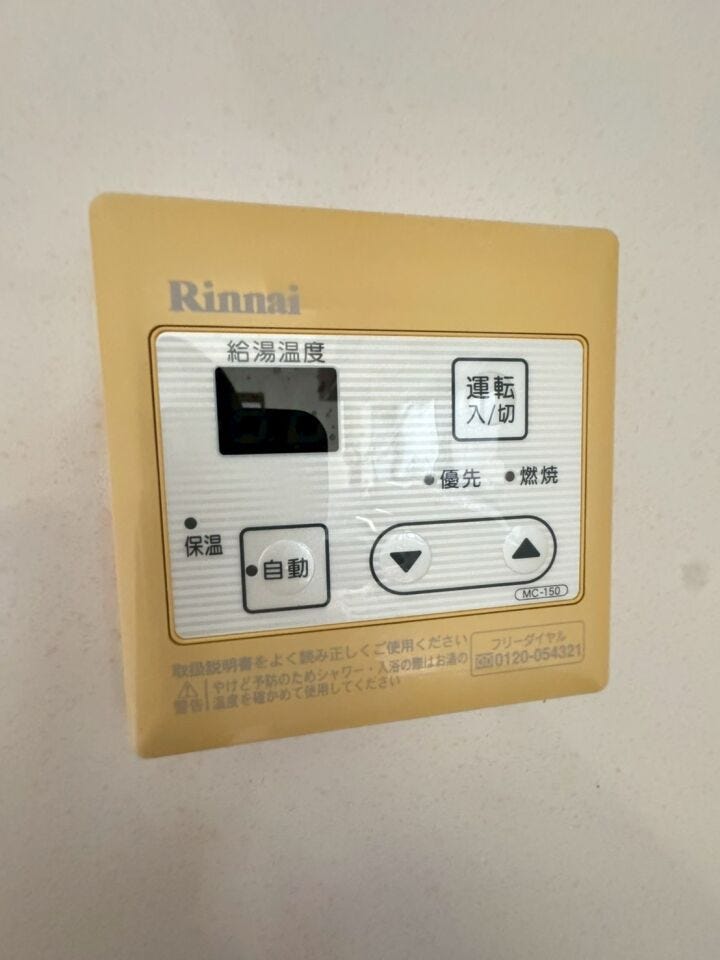 Rinnai
給湯温度
運転
入/切
優先
燃焼
保温
自動
MC-150
取扱説明書をよく読み正しくご使用ください
警告
やけど予防のためシャワー・入浴の際はお湯の
温度を確かめて使用してください
フリーダイヤル
0120-054321